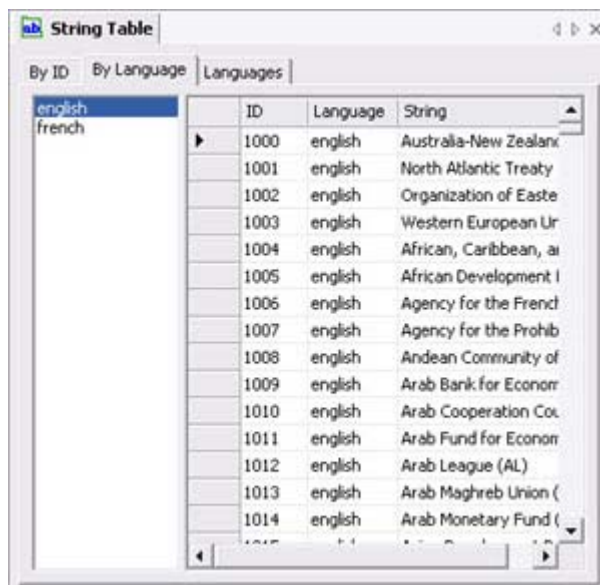 ab String Table
By ID By Language Languages
english
french
ID Language String
1000 english Australia-New Zealand
1001 english North Atlantic Treaty
1002 english Organization of Easte
1003 english Western European Un
1004 english African, Caribbean, a
1005 english African Development
1006 english Agency for the French
1007 english Agency for the Prohib
1008 english Andean Community of
1009 english Arab Bank for Econom
1010 english Arab Cooperation Cou
1011 english Arab Fund for Econom
1012 english Arab League (AL)
1013 english Arab Maghreb Union (
1014 english Arab Monetary Fund (